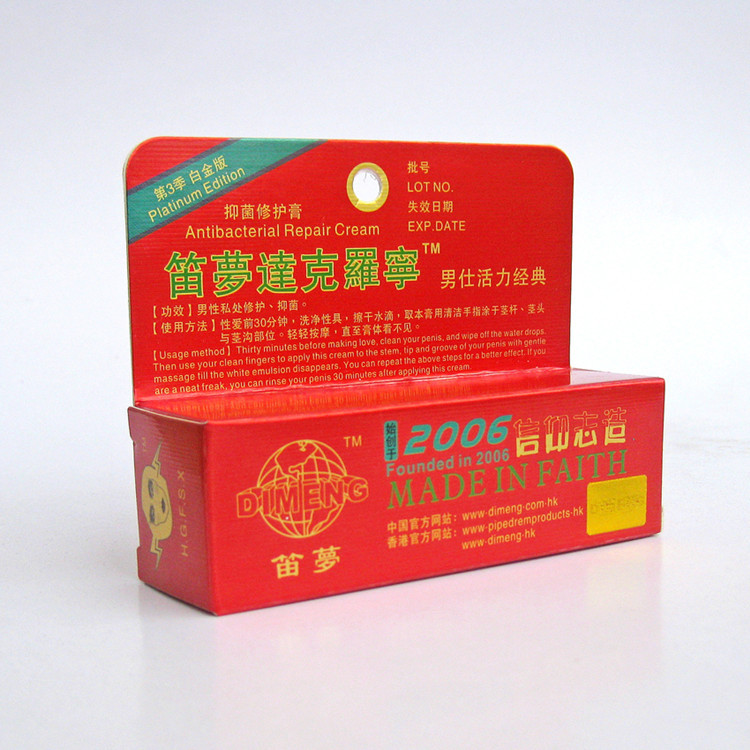 第3季 白金版
Platinum Edition
批号
LOT NO.
失效日期
EXP.DATE
抑菌修护膏
Antibacterial Repair Cream
笛夢達克羅寧™
男仕活力经典
【功效】男性私处修护、抑菌。
【使用方法】性爱前30分钟，洗净性具，擦干水滴，取本膏用清洁手指涂于茎杆、茎头
与茎沟部位。轻轻按摩，直至膏体看不见。
【Usage method】Thirty minutes before making love, clean your penis, and wipe off the water drops.
Then use your clean fingers to apply this cream to the stem, lip and groove of your penis with gentle
massage till the white emulsion disappears. You can repeat the above steps for a better effect. If you
are a neat freak, you can rinse your penis 30 minutes after applying this cream.
HGIFSX
TM
DIMENG
笛夢
始创于
2006 信仰志造
Founded in 2006
MADE IN FAITH
中国官方网站：www·dimeng·com·hk
香港官方网站：www·pipedremproducts·hk
www·dimeng·hk
DIMENG